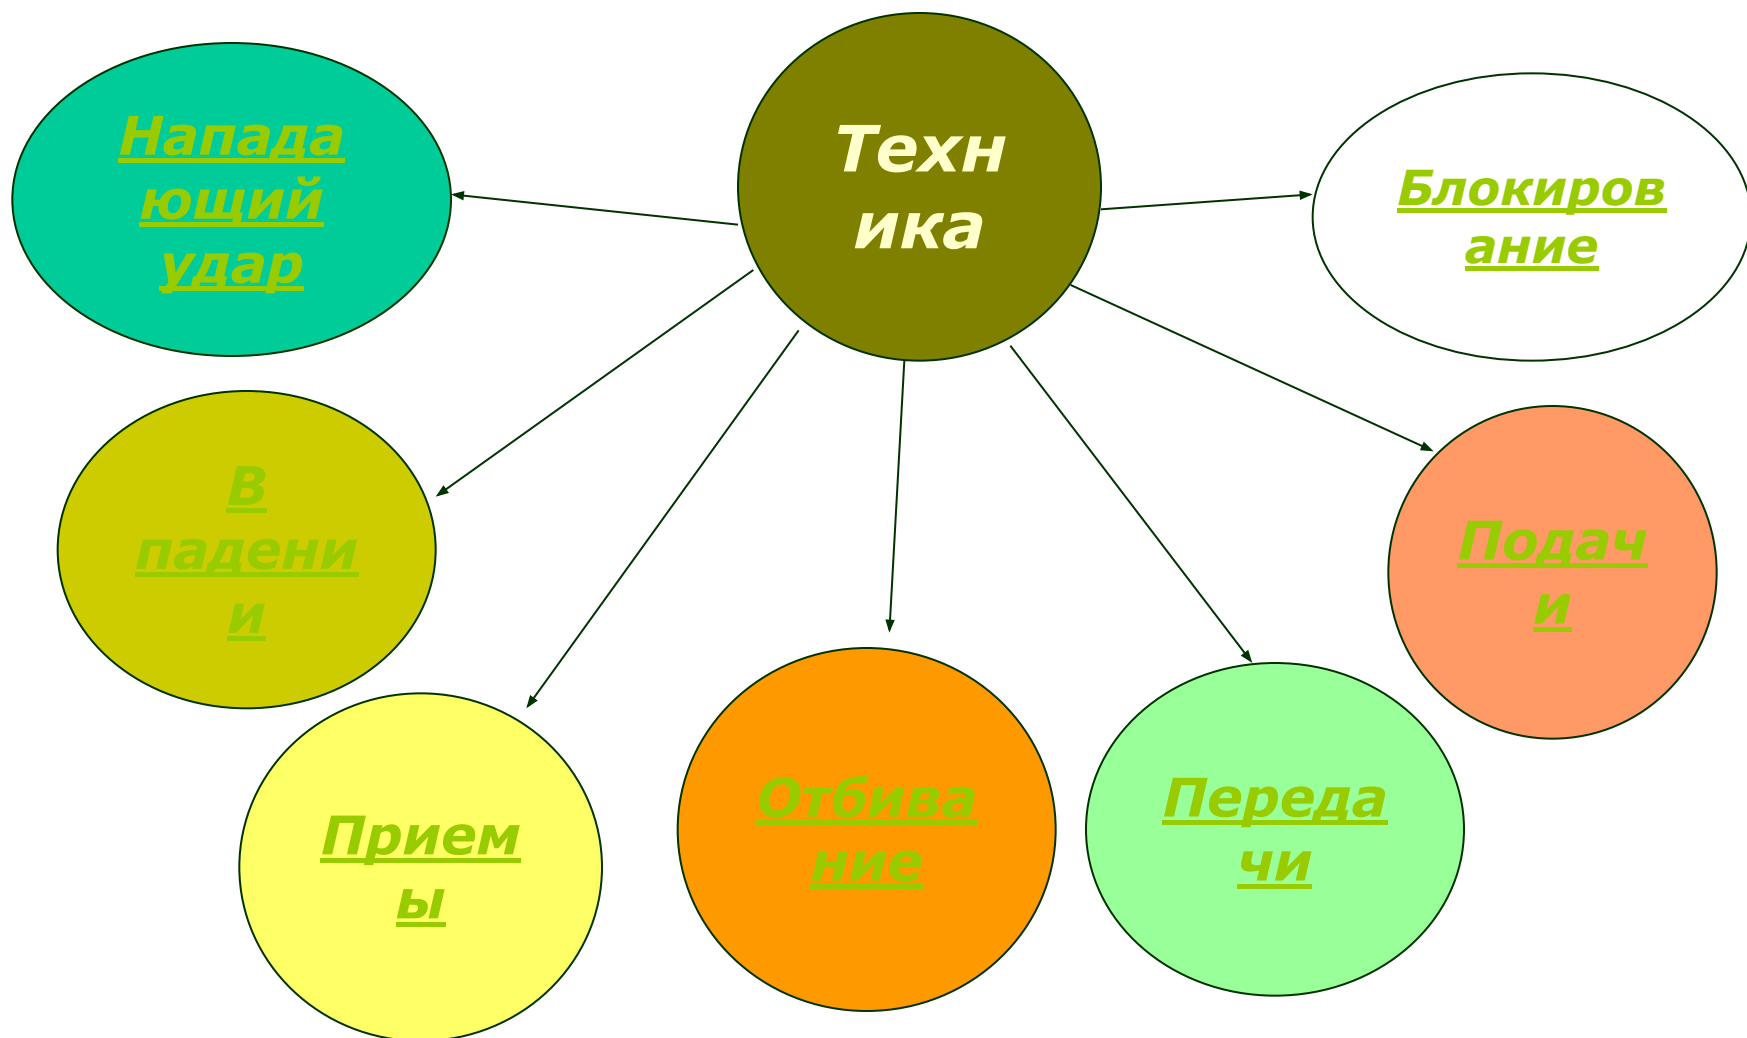 Техн
ика
Напада
ющий
удар
Блокиров
ание
В
падени
и
Подач
и
Прием
ы
Отбива
ние
Переда
чи